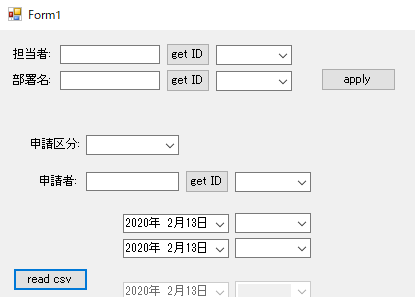 Form1
担当者: get ID
部署名: get ID apply
申請区分:
申請者: get ID
2020年 2月13日
2020年 2月13日
read csv
2020年 2月13日